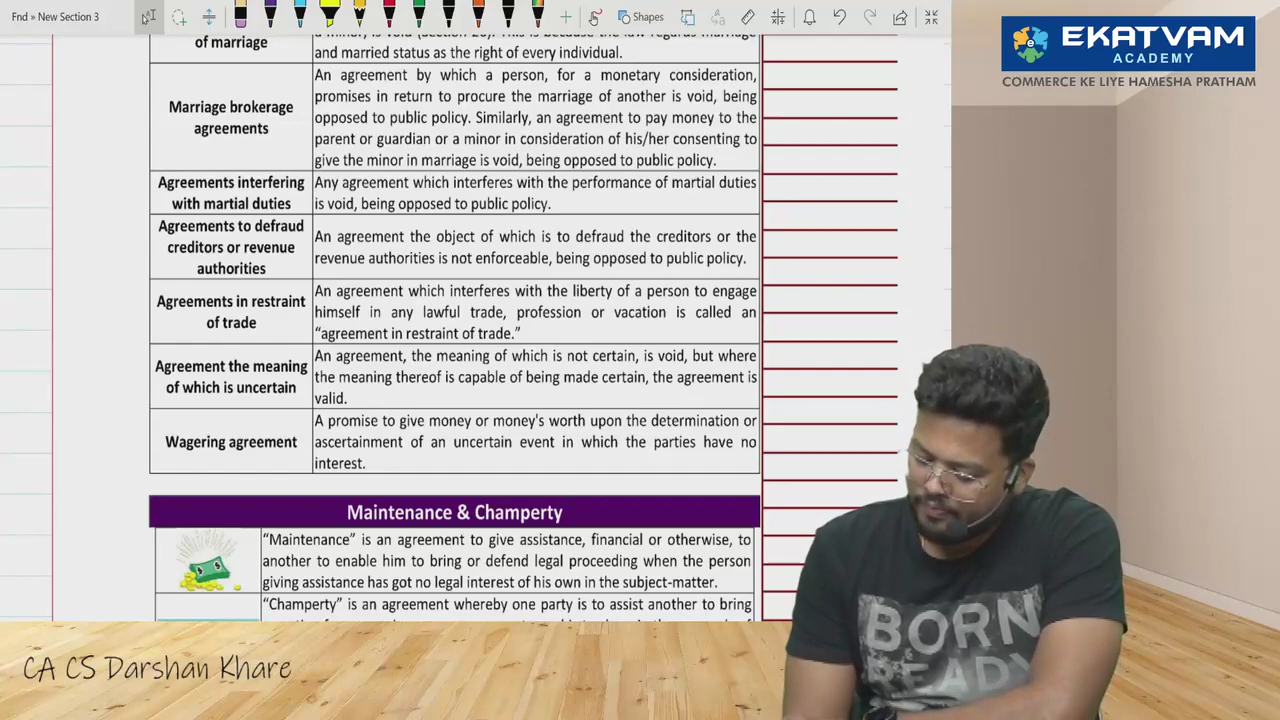 Fnd » New Section 3
Shapes
EKATVAM
ACADEMY
COMMERCE KE LIYE HAMESHA PRATHAM
of marriage
and married status as the right of every individual.
Marriage brokerage
agreements
An agreement by which a person, for a monetary consideration,
promises in return to procure the marriage of another is void, being
opposed to public policy. Similarly, an agreement to pay money to the
parent or guardian or a minor in consideration of his/her consenting to
give the minor in marriage is void, being opposed to public policy.
Agreements interfering
with martial duties
Any agreement which interferes with the performance of martial duties
is void, being opposed to public policy.
Agreements to defraud
creditors or revenue
authorities
An agreement the object of which is to defraud the creditors or the
revenue authorities is not enforceable, being opposed to public policy.
Agreements in restraint
of trade
An agreement which interferes with the liberty of a person to engage
himself in any lawful trade, profession or vacation is called an
“agreement in restraint of trade.”
Agreement the meaning
of which is uncertain
An agreement, the meaning of which is not certain, is void, but where
the meaning thereof is capable of being made certain, the agreement is
valid.
Wagering agreement
A promise to give money or money's worth upon the determination or
ascertainment of an uncertain event in which the parties have no
interest.
Maintenance & Champerty
“Maintenance” is an agreement to give assistance, financial or otherwise, to
another to enable him to bring or defend legal proceeding when the person
giving assistance has got no legal interest of his own in the subject-matter.
“Champerty” is an agreement whereby one party is to assist another to bring
BORN
READY
CA CS Darshan Khare